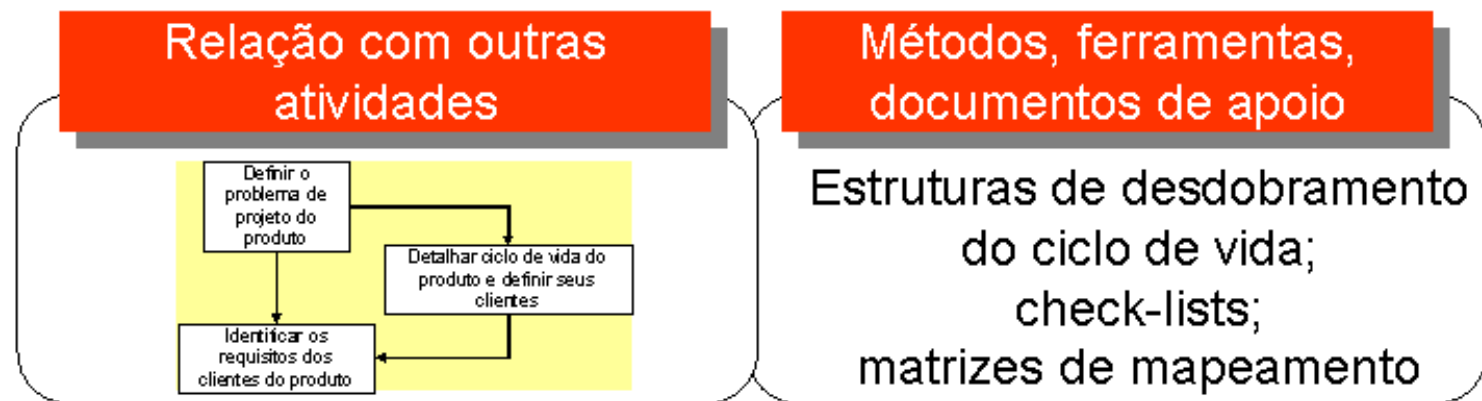 Relação com outras
atividades
Definir o
problema de
projeto do
produto
Detalhar ciclo de vida do
produto e definir seus
clientes
Identificar os
requisitos dos
clientes do produto
Métodos, ferramentas,
documentos de apoio
Estruturas de desdobramento
do ciclo de vida;
check-lists;
matrizes de mapeamento